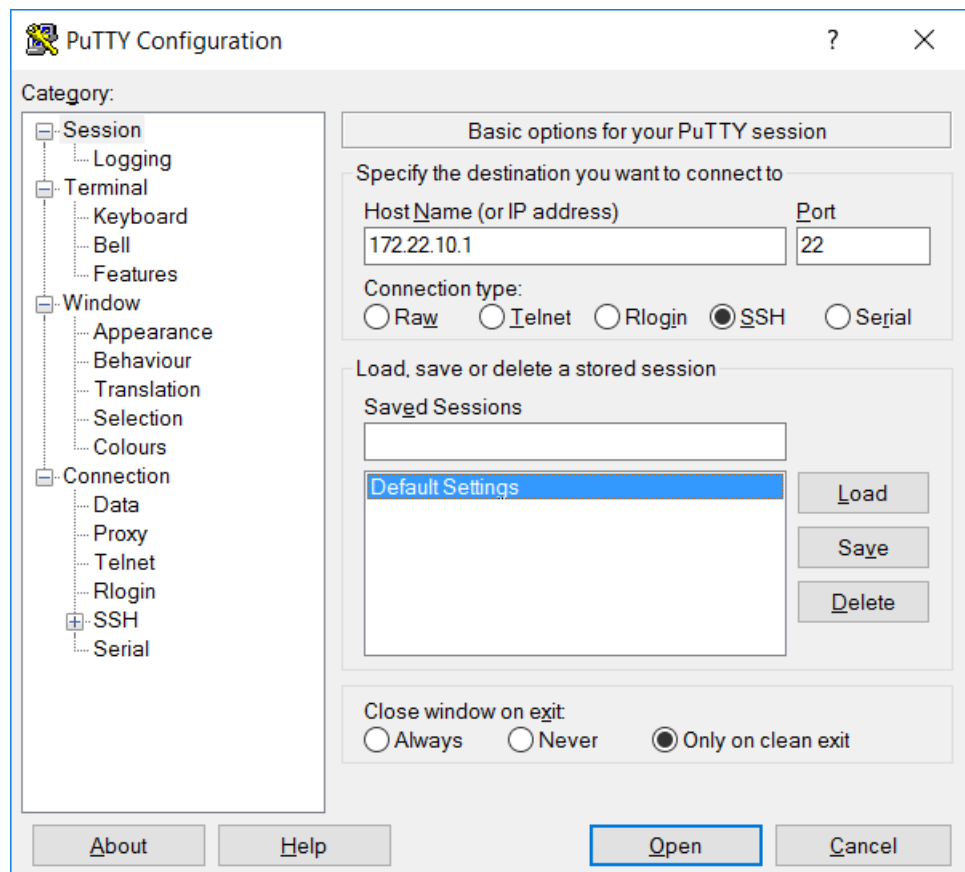 PuTTY Configuration
Category:
Session
Logging
Terminal
Keyboard
Bell
Features
Window
Appearance
Behaviour
Translation
Selection
Colours
Connection
Data
Proxy
Telnet
Rlogin
SSH
Serial
Basic options for your PuTTY session
Specify the destination you want to connect to
Host Name (or IP address) Port
172.22.10.1 22
Connection type:
Raw Telnet Rlogin SSH Serial
Load, save or delete a stored session
Saved Sessions
Default Settings
Load
Save
Delete
Close window on exit:
Always Never Only on clean exit
About Help Open Cancel